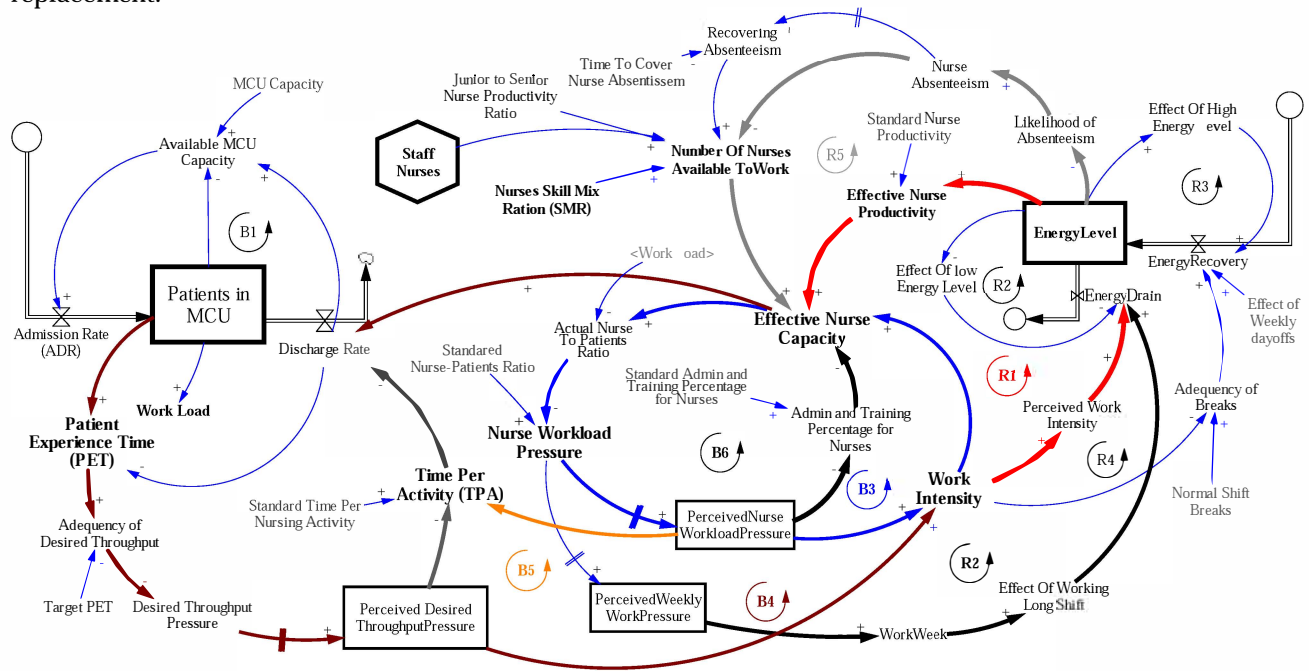 replacement.
Recovering
Absenteeism
Time To Cover
Nurse Absentissem
Nurse
Absenteeism
MCU Capacity
Junior to Senior
Nurse Productivity
Ratio
Standard Nurse
Productivity
Likelihood of
Absenteeism
Effect Of High
Energy evel
Available MCU
Capacity
Staff
Nurses
Number Of Nurses
Available ToWork
R5
Nurses Skill Mix
Ration (SMR)
Effective Nurse
Productivity
R3
B1
EnergyLevel
<Work oad>
Effect Of low
Energy Level
R2
EnergyRecovery
Patients in
MCU
EnergyDrain
Effect of
Weekly
dayoffs
Admission Rate
(ADR)
Discharge Rate
Actual Nurse
To Patients
Ratio
Effective Nurse
Capacity
Standared
Nurse-Patients Ratio
Standard Admin and
Training Percentage
for Nurses
R1
Adequency of
Breaks
Work Load
Admin and Training
Percentage for
Nurses
Perceived Work
Intensity
Patient
Experience Time
(PET)
Nurse Workload
Pressure
B6
R4
Time Per
Activity (TPA)
B3
Work
Intensity
Normal Shift
Breaks
Standard Time Per
Nursing Activity
PerceivedNurse
WorkloadPressure
Adequency of
Desired Throughput
B5
R2
Target PET
Desired Throughput
Pressure
Perceived Desired
ThroughputPressure
PerceivedWeekly
WorkPressure
B4
Effect Of Working
Long Shift
WorkWeek